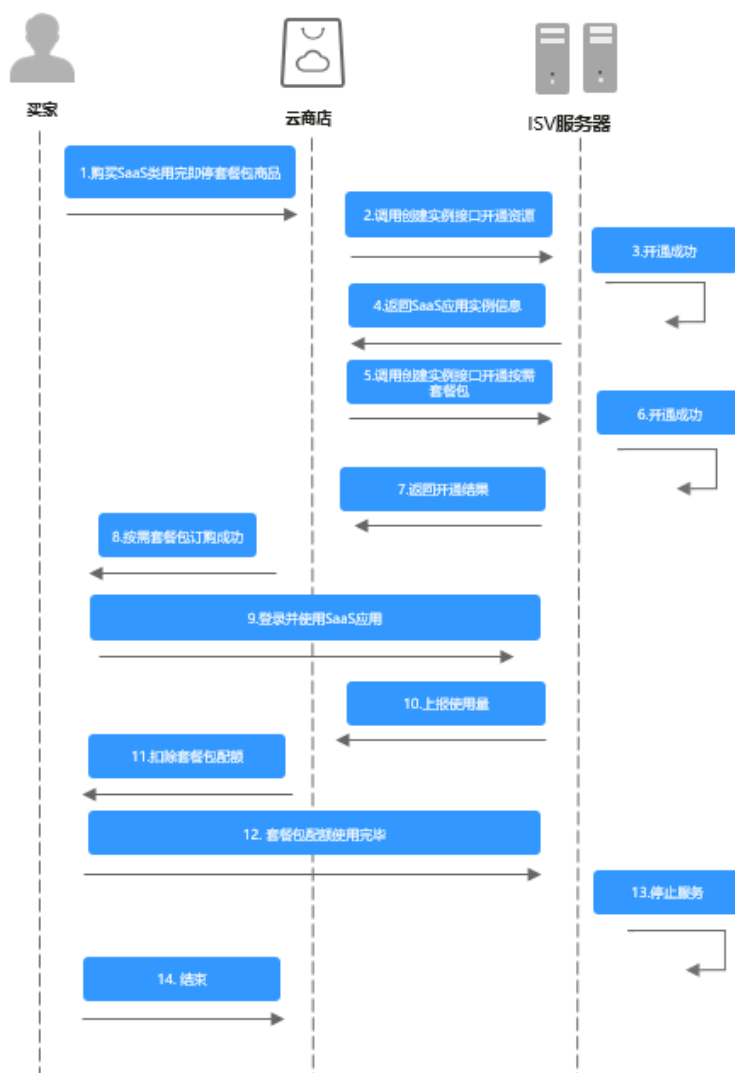 买家
云商店
ISV服务器
1.购买SaaS类用完即停套餐包商品
2.调用创建实例接口开通资源
3.开通成功
4.返回SaaS应用实例信息
5.调用创建实例接口开通按需
套餐包
6.开通成功
7.返回开通结果
8.按需套餐包订购成功
9.登录并使用SaaS应用
10.上报使用量
11.扣除套餐包配额
12. 套餐包配额使用完毕
13.停止服务
14. 结束